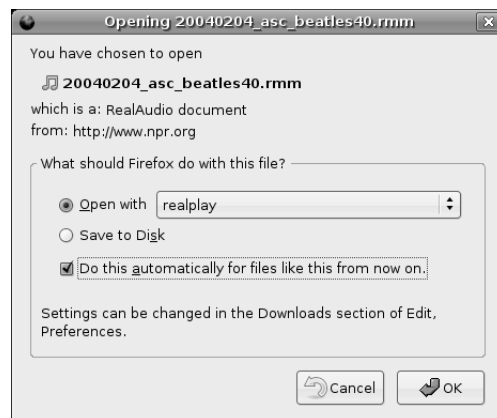 Opening 20040204_asc_beatles40.rmm
You have chosen to open
20040204_asc_beatles40.rmm
which is a: RealAudio document
from: http://www.npr.org
What should Firefox do with this file?
Open with realplay
Save to Disk
Do this automatically for files like this from now on.
Settings can be changed in the Downloads section of Edit,
Preferences.
Cancel OK